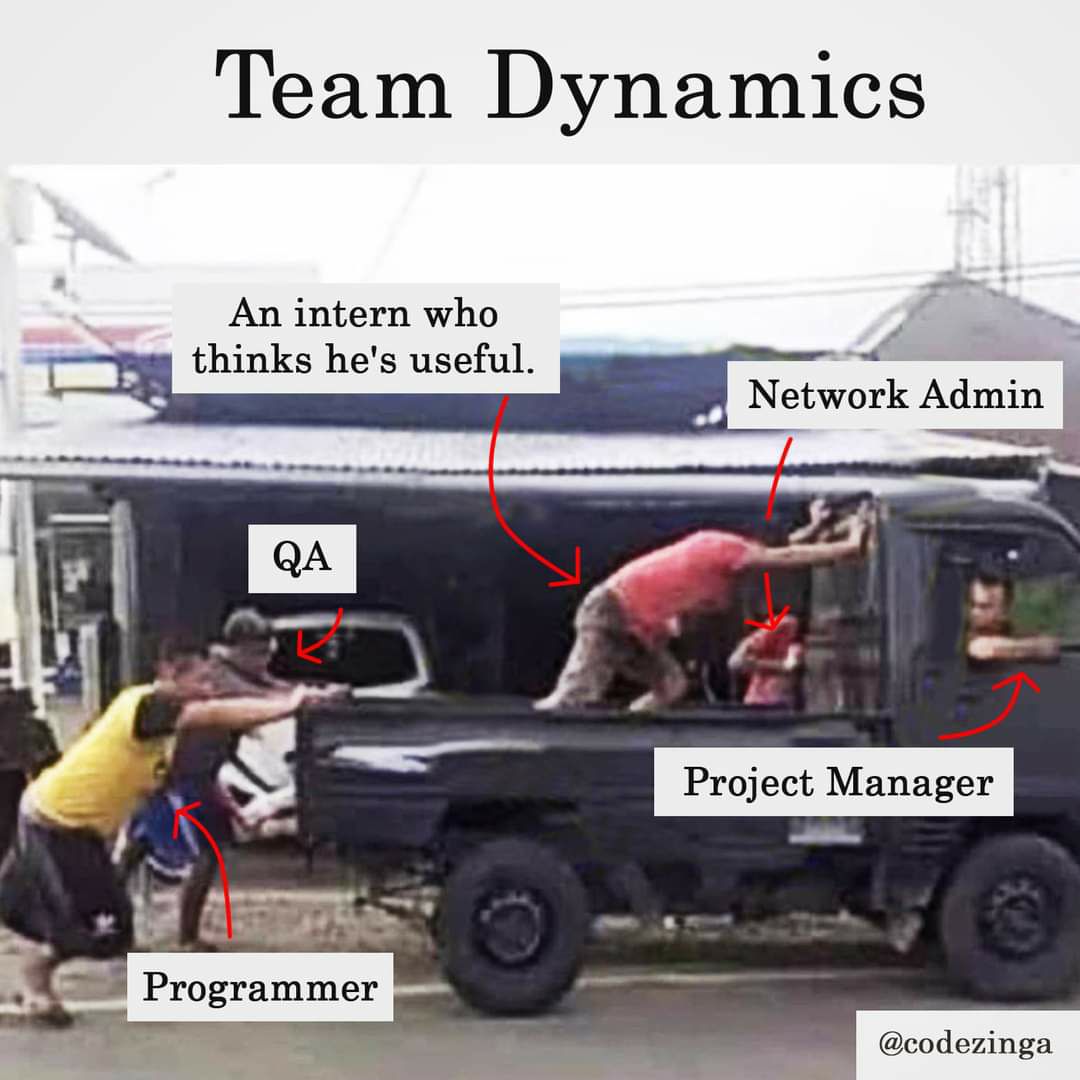 Team Dynamics
An intern who
thinks he's useful.
Network Admin
QA
Project Manager
Programmer
@codezinga